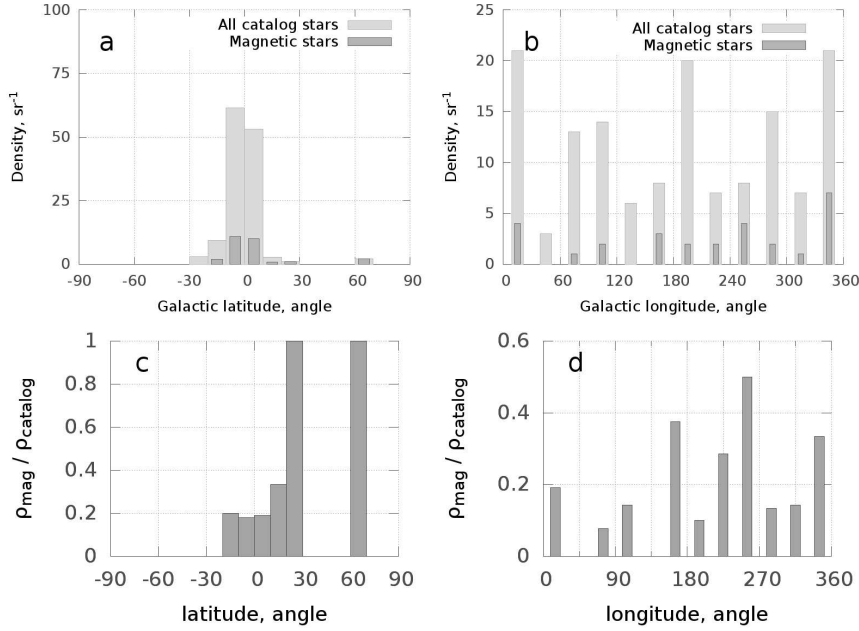 a
All catalog stars
Magnetic stars
Density, sr⁻¹
100
75
50
25
0
-90 -60 -30 0 30 60 90
Galactic latitude, angle
b
All catalog stars
Magnetic stars
Density, sr⁻¹
25
20
15
10
5
0
0 60 120 180 240 300 360
Galactic longitude, angle
c
ρmag / ρcatalog
1
0.8
0.6
0.4
0.2
0
-90 -60 -30 0 30 60 90
latitude, angle
d
ρmag / ρcatalog
0.6
0.4
0.2
0
0 90 180 270 360
longitude, angle